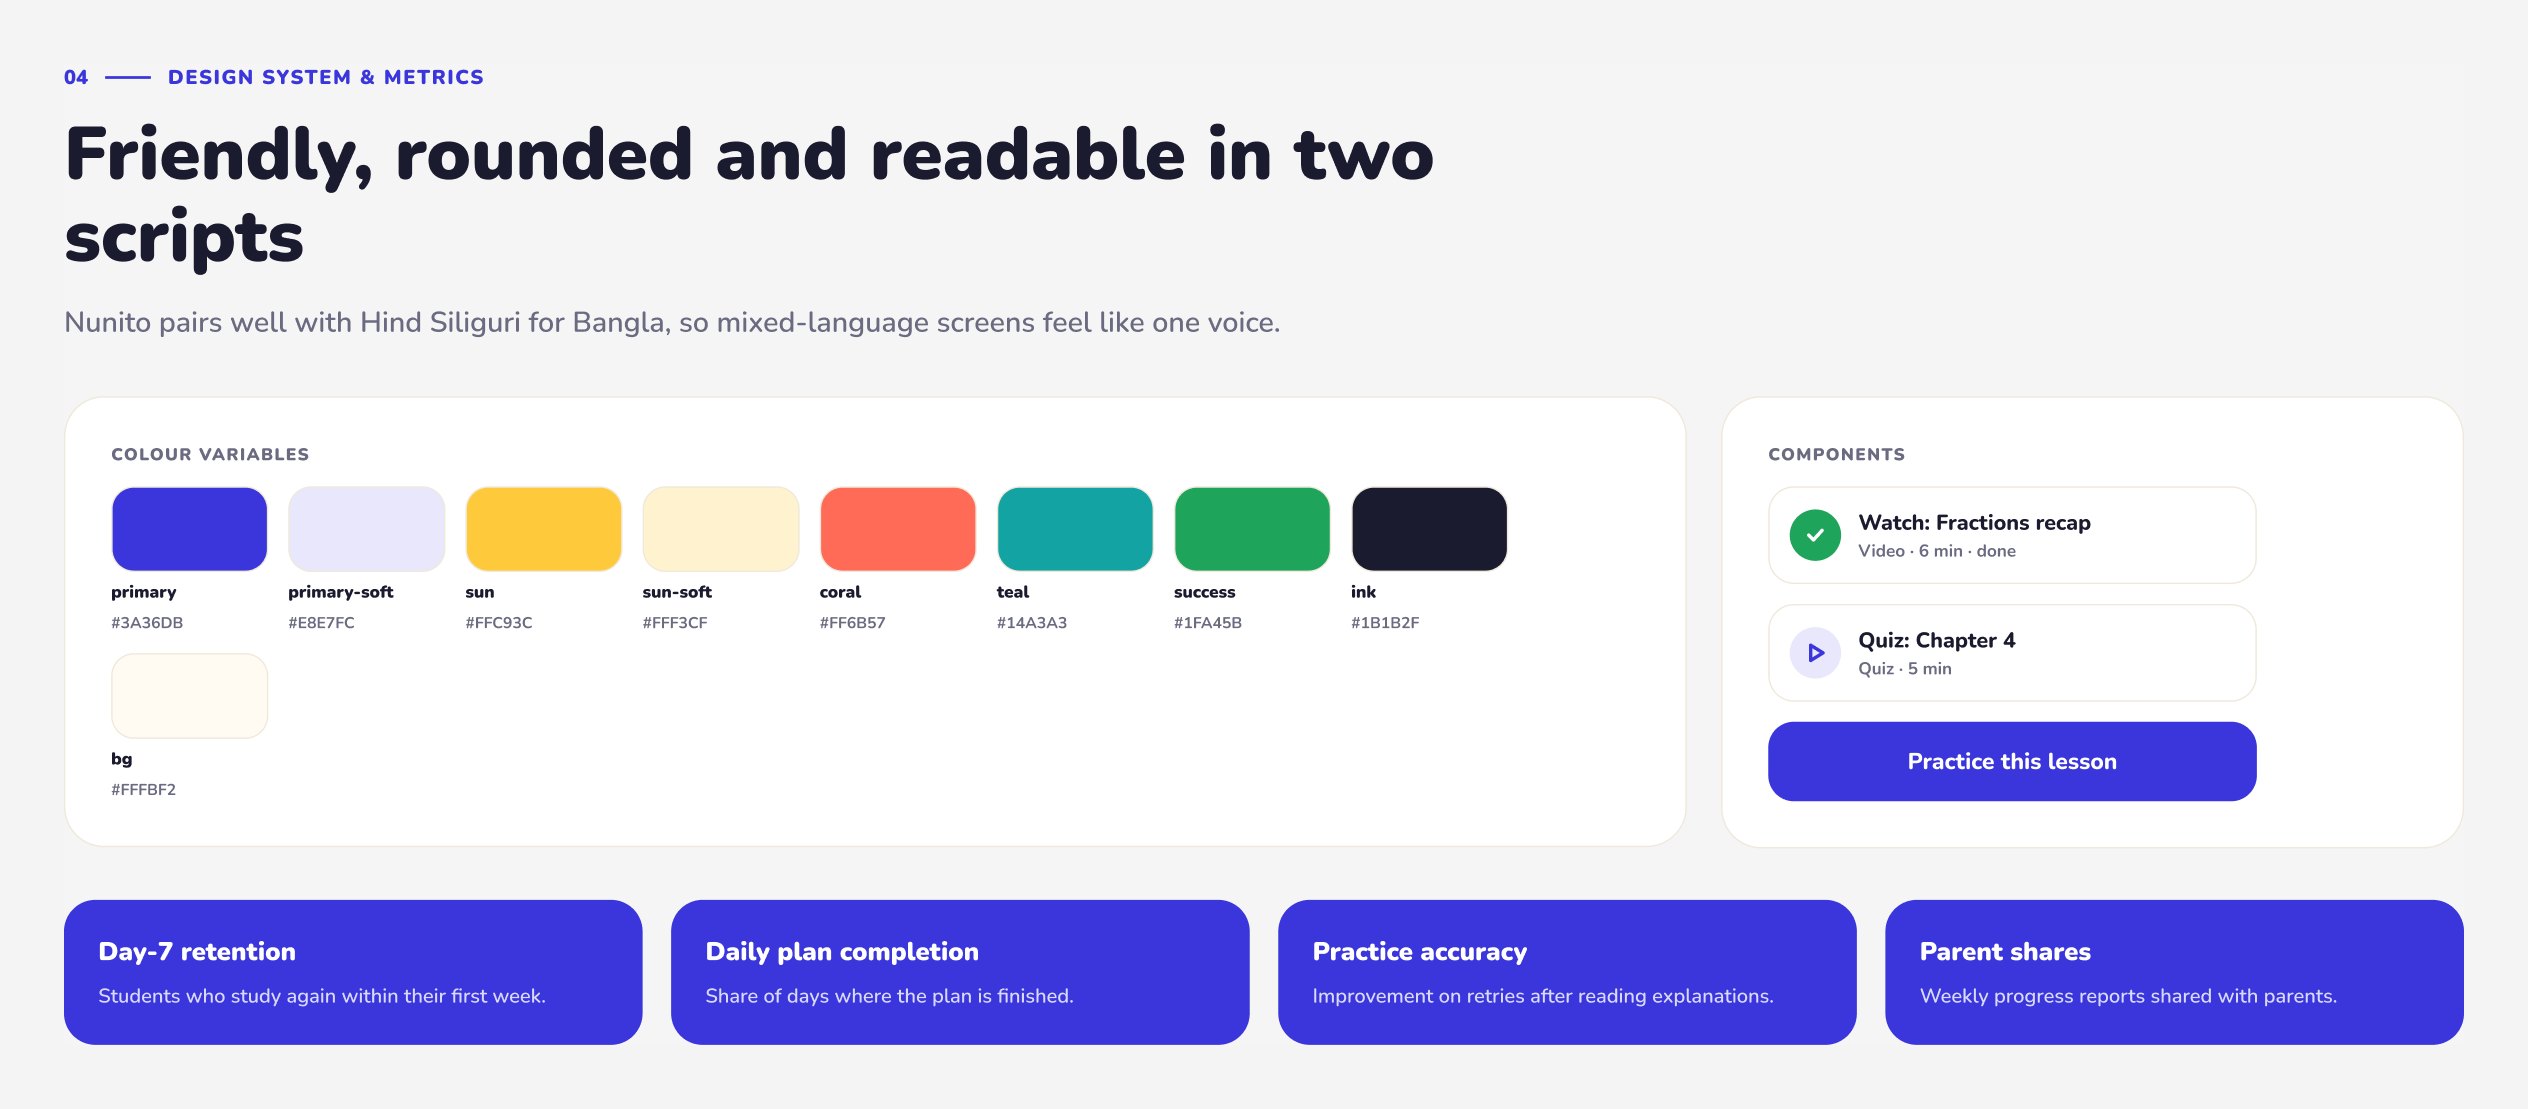 04 — DESIGN SYSTEM & METRICS
Friendly, rounded and readable in two
scripts
Nunito pairs well with Hind Siliguri for Bangla, so mixed-language screens feel like one voice.
COLOUR VARIABLES
primary
#3A36DB
primary-soft
#E8E7FC
sun
#FFC93C
sun-soft
#FFF3CF
coral
#FF6B57
teal
#14A3A3
success
#1FA45B
ink
#1B1B2F
bg
#FFFBF2
COMPONENTS
Watch: Fractions recap
Video · 6 min · done
Quiz: Chapter 4
Quiz · 5 min
Practice this lesson
Day-7 retention
Students who study again within their first week.
Daily plan completion
Share of days where the plan is finished.
Practice accuracy
Improvement on retries after reading explanations.
Parent shares
Weekly progress reports shared with parents.